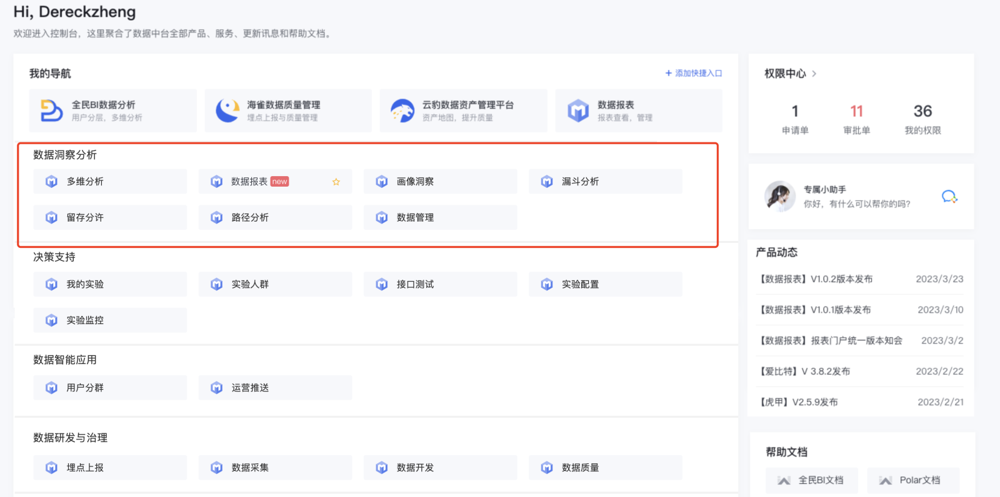 Hi, Dereckzheng
欢迎进入控制台，这里聚合了数据中台全部产品、服务、更新讯息和帮助文档。
我的导航
+ 添加快捷入口
全民BI数据分析
用户分层，多维分析
海雀数据质量管理
埋点上报与质量管理
云豹数据资产管理平台
资产地图，提升质量
数据报表
报表查看，管理
数据洞察分析
多维分析
数据报表 new
画像洞察
漏斗分析
留存分许
路径分析
数据管理
决策支持
我的实验
实验人群
接口测试
实验配置
实验监控
数据智能应用
用户分群
运营推送
数据研发与治理
埋点上报
数据采集
数据开发
数据质量
权限中心 >
1
申请单
11
审批单
36
我的权限
专属小助手
你好，有什么可以帮你的吗?
产品动态
【数据报表】V1.0.2版本发布 2023/3/23
【数据报表】V1.0.1版本发布 2023/3/10
【数据报表】报表门户统一版本知会 2023/3/2
【爱比特】V 3.8.2发布 2023/2/22
【虎甲】V2.5.9发布 2023/2/21
帮助文档
全民BI文档
Polar文档